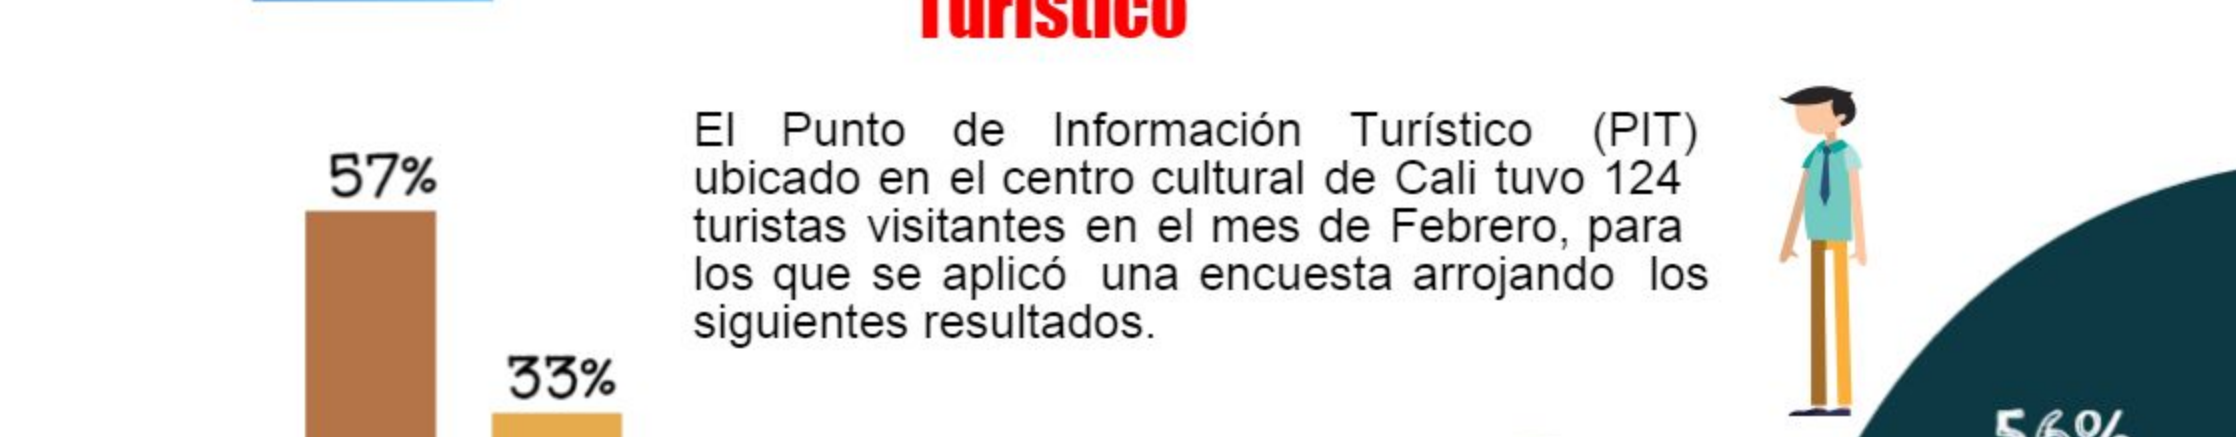 Turístico
El Punto de Información Turístico (PIT)
ubicado en el centro cultural de Cali tuvo 124
turistas visitantes en el mes de Febrero, para
los que se aplicó una encuesta arrojando los
siguientes resultados.
57%
33%
56%